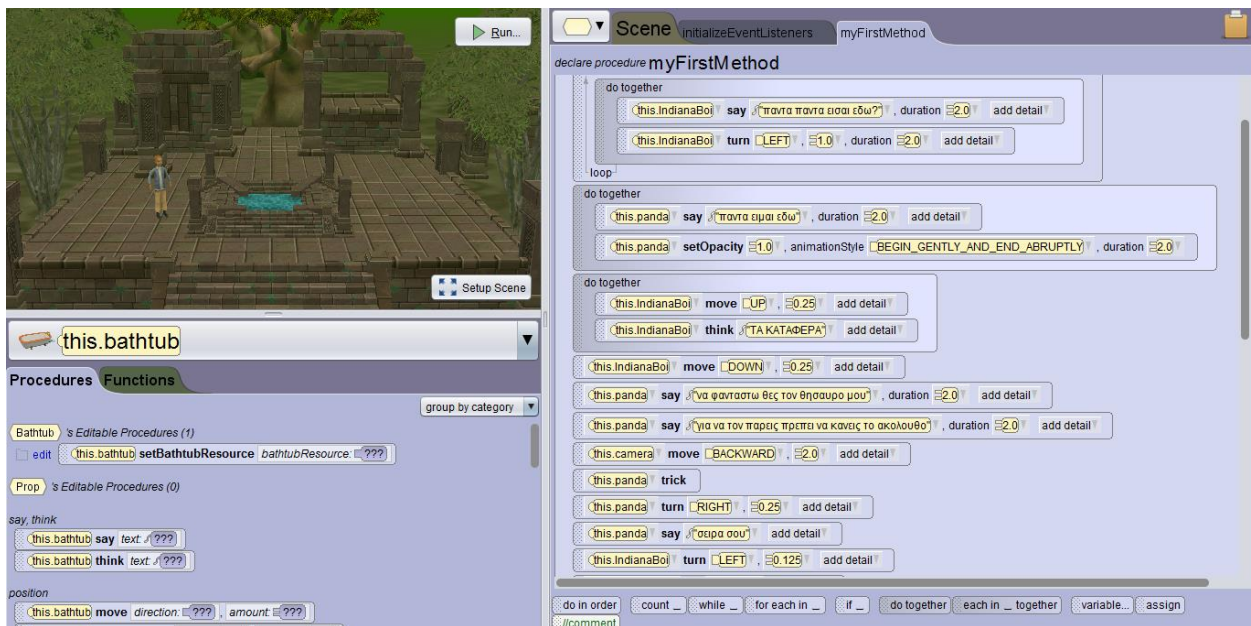 Run...
Setup Scene
this.bathtub
Procedures Functions
group by category
Bathtub 's Editable Procedures (1)
edit this.bathtub setBathtubResource bathtubResource: ???
Prop 's Editable Procedures (0)
say, think
this.bathtub say text: ???
this.bathtub think text: ???
position
this.bathtub move direction: ??? , amount: ???
Scene initializeEventListeners myFirstMethod
declare procedure myFirstMethod
do together
this.IndianaBoi say "παντα παντα εισαι εδω?" , duration 2.0 add detail
this.IndianaBoi turn LEFT , 1.0 , duration 2.0 add detail
loop
do together
this.panda say "παντα ειμαι εδω" , duration 2.0 add detail
this.panda setOpacity 1.0 , animationStyle BEGIN_GENTLY_AND_END_ABRUPTLY , duration 2.0
do together
this.IndianaBoi move UP , 0.25 add detail
this.IndianaBoi think "ΤΑ ΚΑΤΑΦΕΡΑ" add detail
this.IndianaBoi move DOWN , 0.25 add detail
this.panda say "να φανταστω θες τον θησαυρο μου" , duration 2.0 add detail
this.panda say "για να τον παρεις πρεπει να κανεις το ακολουθο" , duration 2.0 add detail
this.camera move BACKWARD , 2.0 add detail
this.panda trick
this.panda turn RIGHT , 0.25 add detail
this.panda say "σειρα σου" add detail
this.IndianaBoi turn LEFT , 0.125 add detail
do in order count _ while _ for each in _ if _ do together each in _ together variable... assign
//comment